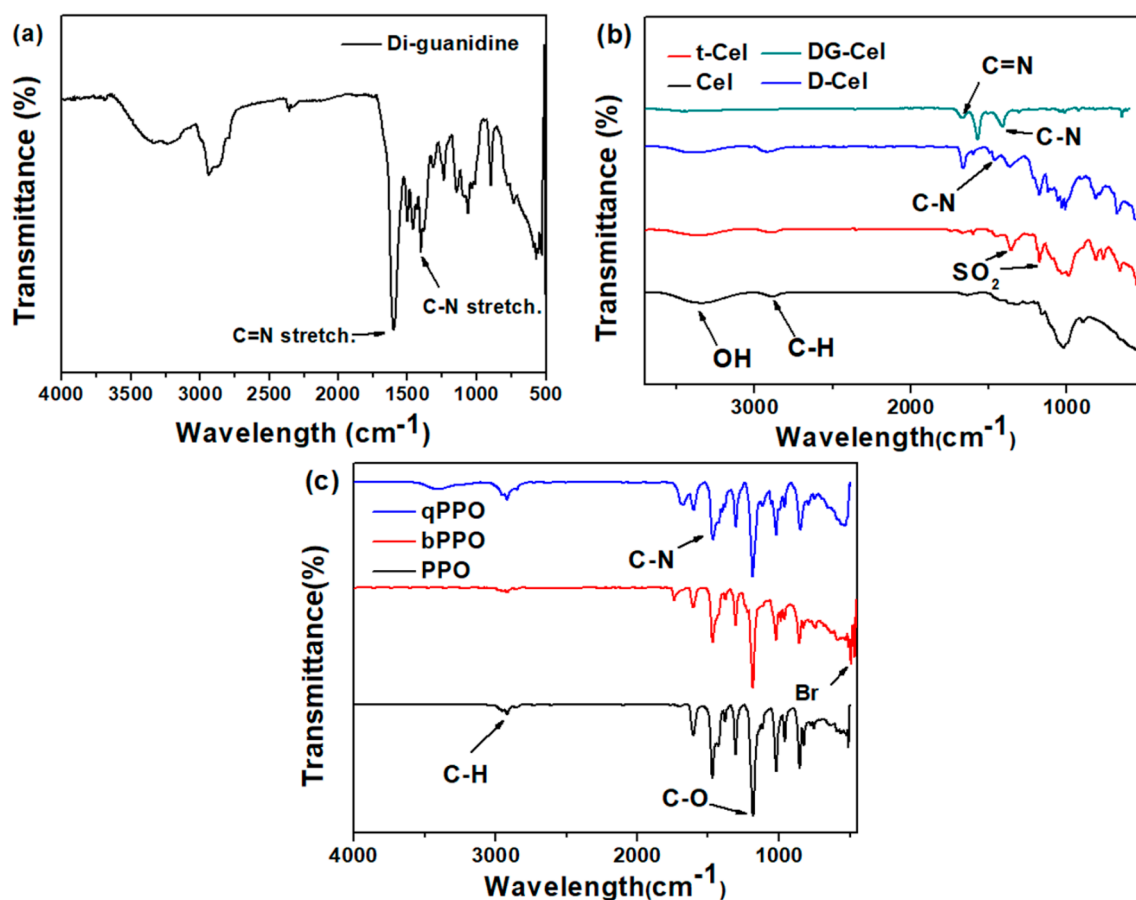 (a)
Di-guanidine
C-N stretch.
C=N stretch.
Transmittance (%)
4000 3500 3000 2500 2000 1500 1000 500
Wavelength (cm-1)
(b)
t-Cel DG-Cel
Cel D-Cel
C=N
C-N
C-N
SO2
OH
C-H
Transmittance (%)
3000 2000 1000
Wavelength(cm-1)
(c)
qPPO
bPPO
PPO
C-N
Br
C-H
C-O
Transmittance(%)
4000 3000 2000 1000
Wavelength(cm-1)